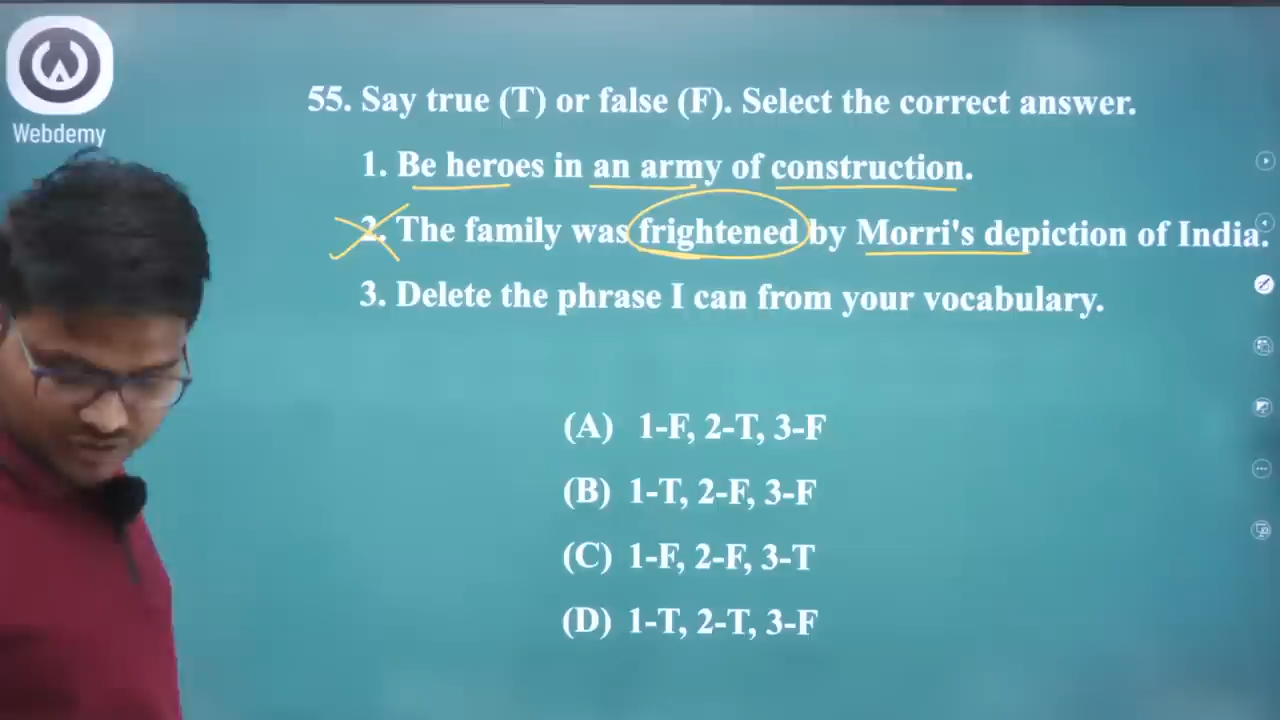 Webdemy
55. Say true (T) or false (F). Select the correct answer.
1. Be heroes in an army of construction.
2. The family was frightened by Morri's depiction of India.
3. Delete the phrase I can from your vocabulary.
(A) 1-F, 2-T, 3-F
(B) 1-T, 2-F, 3-F
(C) 1-F, 2-F, 3-T
(D) 1-T, 2-T, 3-F